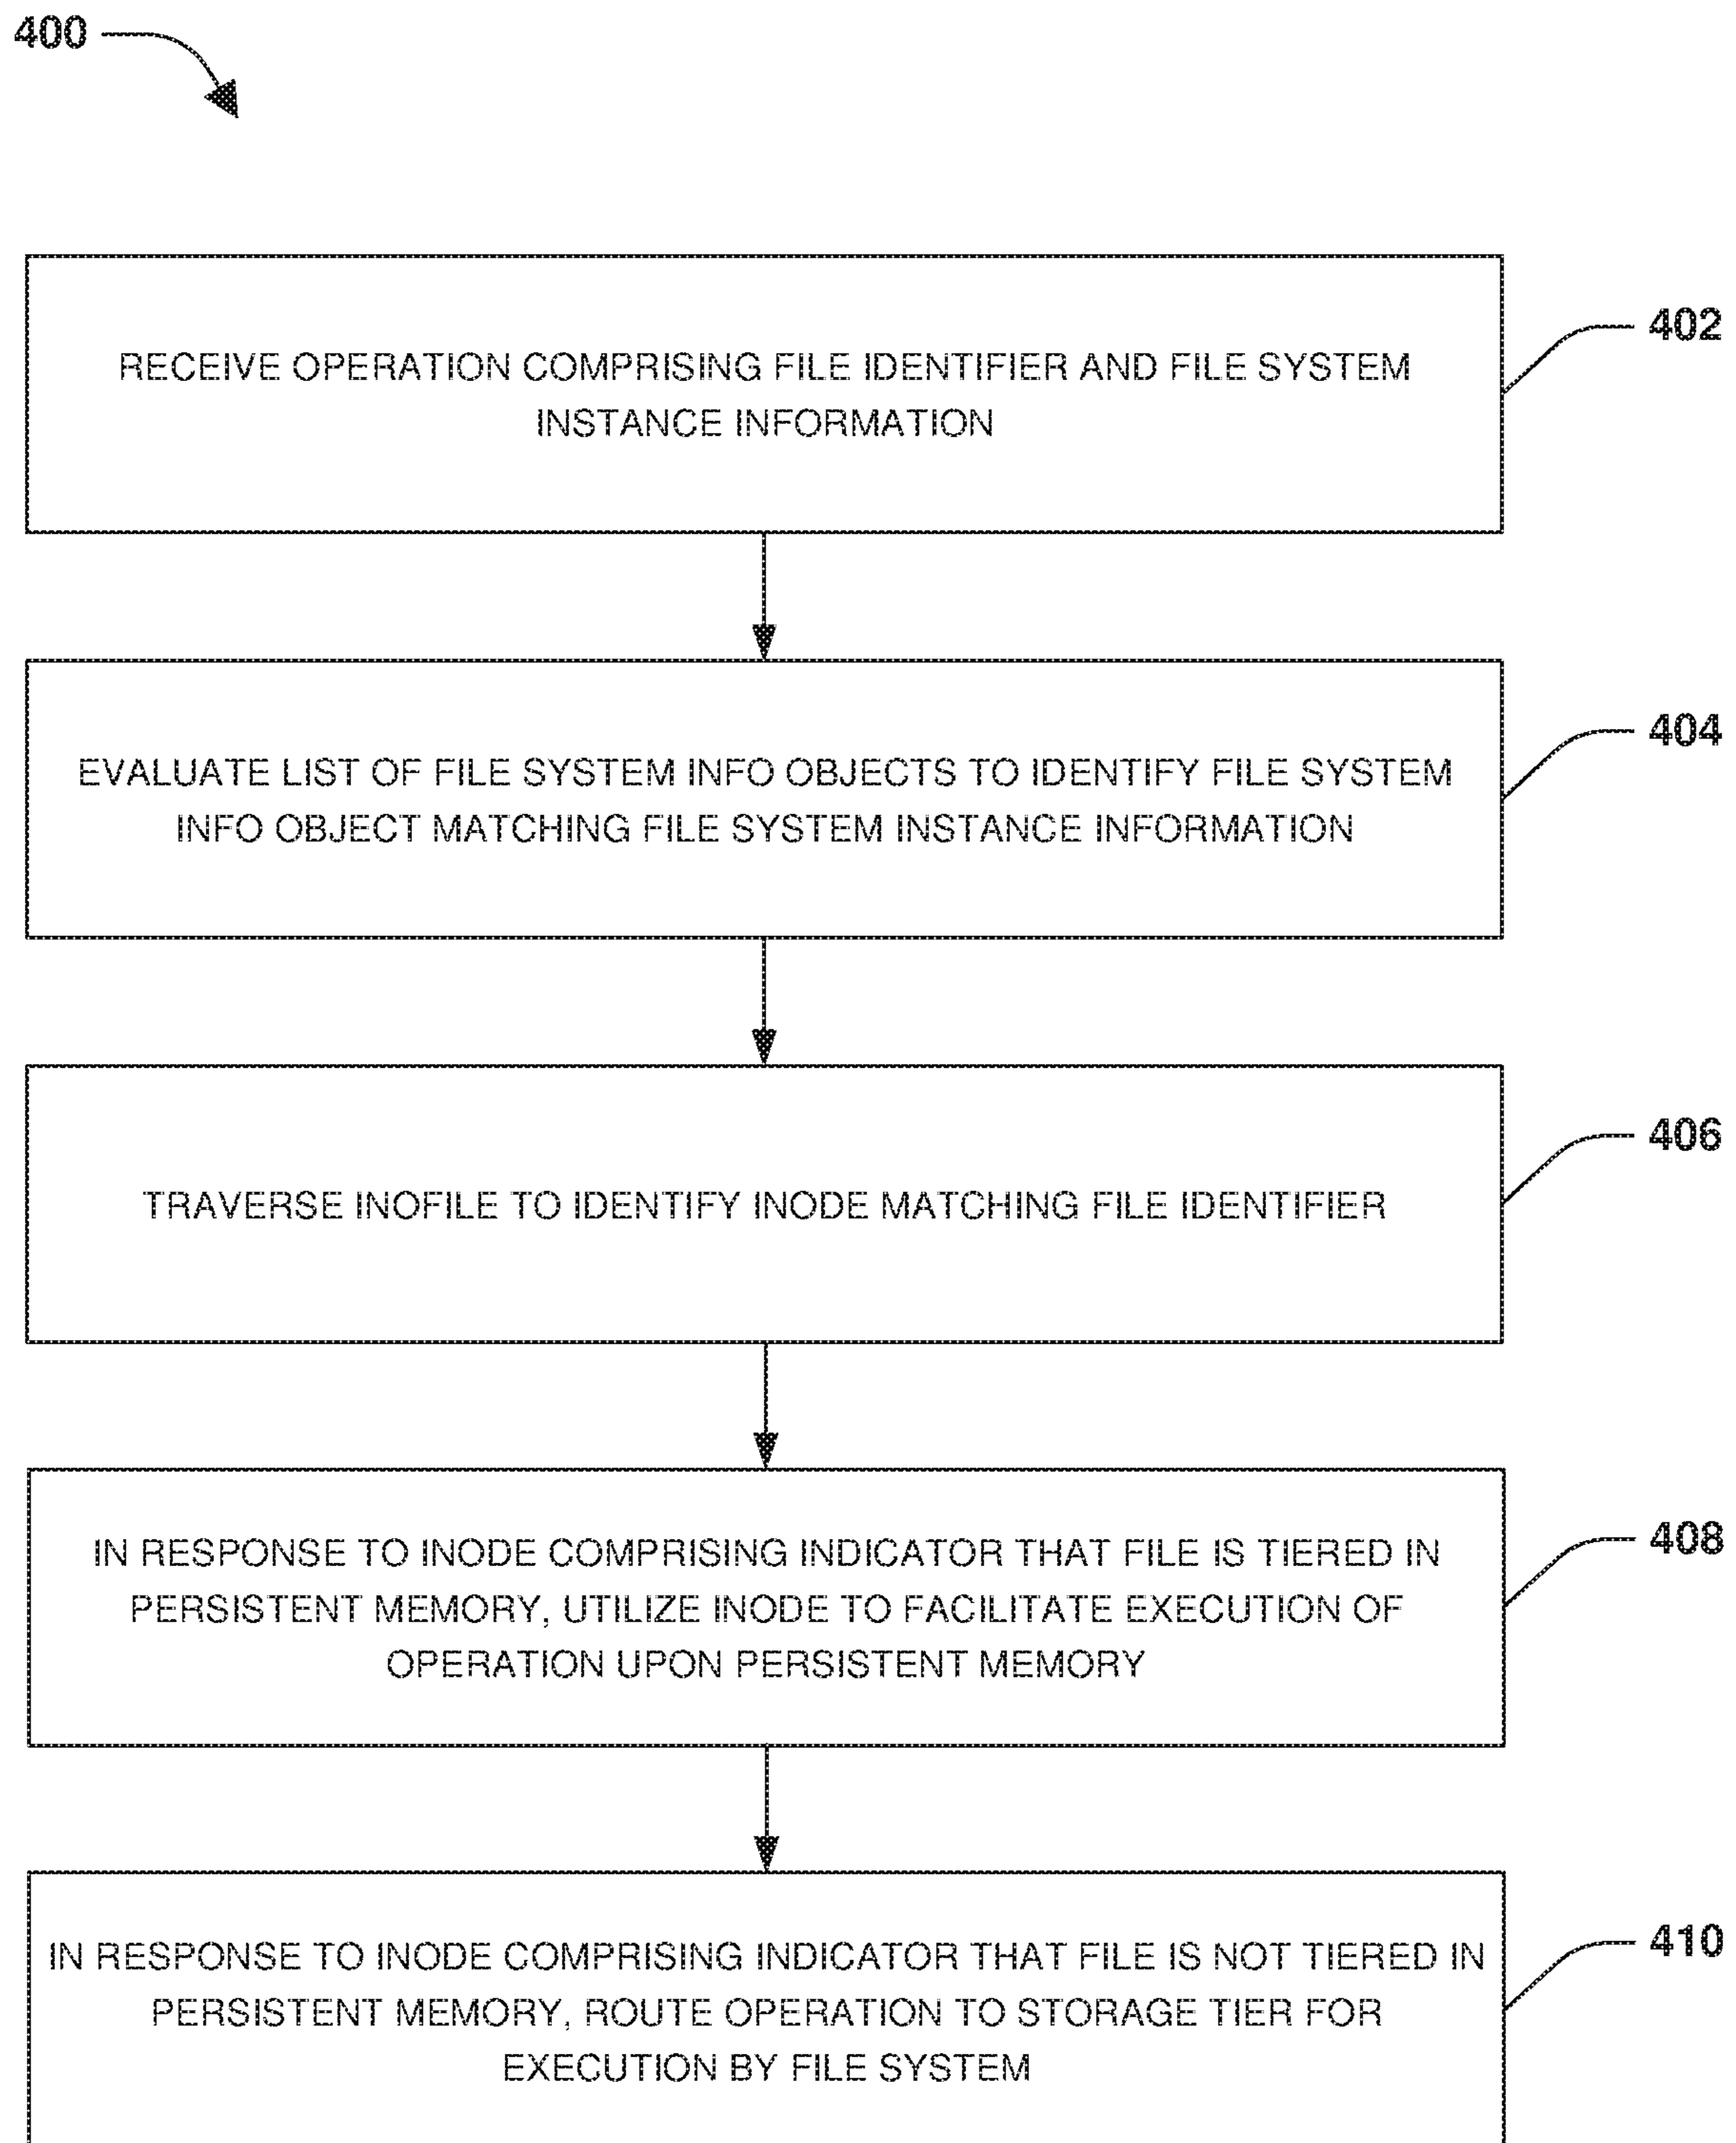 400
RECEIVE OPERATION COMPRISING FILE IDENTIFIER AND FILE SYSTEM
INSTANCE INFORMATION
402
EVALUATE LIST OF FILE SYSTEM INFO OBJECTS TO IDENTIFY FILE SYSTEM
INFO OBJECT MATCHING FILE SYSTEM INSTANCE INFORMATION
404
TRAVERSE INOFILE TO IDENTIFY INODE MATCHING FILE IDENTIFIER
406
IN RESPONSE TO INODE COMPRISING INDICATOR THAT FILE IS TIERED IN
PERSISTENT MEMORY, UTILIZE INODE TO FACILITATE EXECUTION OF
OPERATION UPON PERSISTENT MEMORY
408
IN RESPONSE TO INODE COMPRISING INDICATOR THAT FILE IS NOT TIERED IN
PERSISTENT MEMORY, ROUTE OPERATION TO STORAGE TIER FOR
EXECUTION BY FILE SYSTEM
410